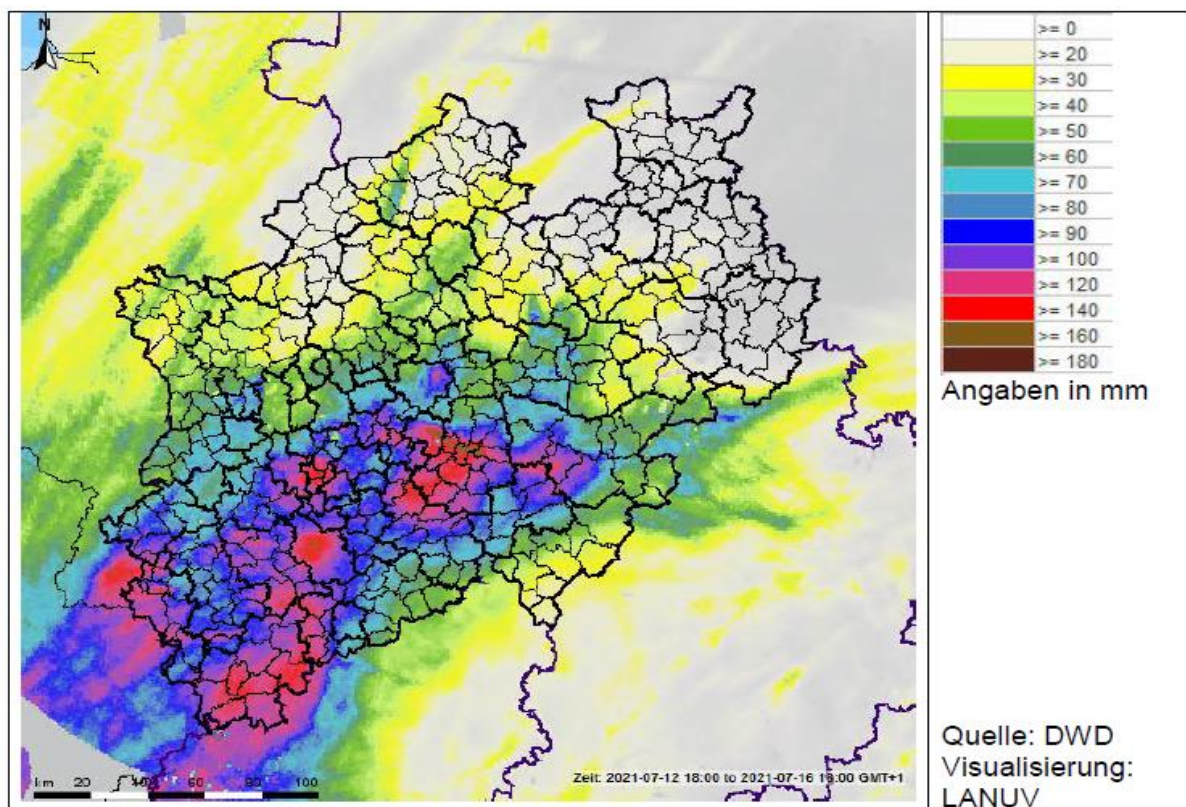 N
>= 0
>= 20
>= 30
>= 40
>= 50
>= 60
>= 70
>= 80
>= 90
>= 100
>= 120
>= 140
>= 160
>= 180
Angaben in mm
Quelle: DWD
Visualisierung:
LANUV
km 20 40 60 80 100
Zeit: 2021-07-12 18:00 to 2021-07-16 18:00 GMT+1